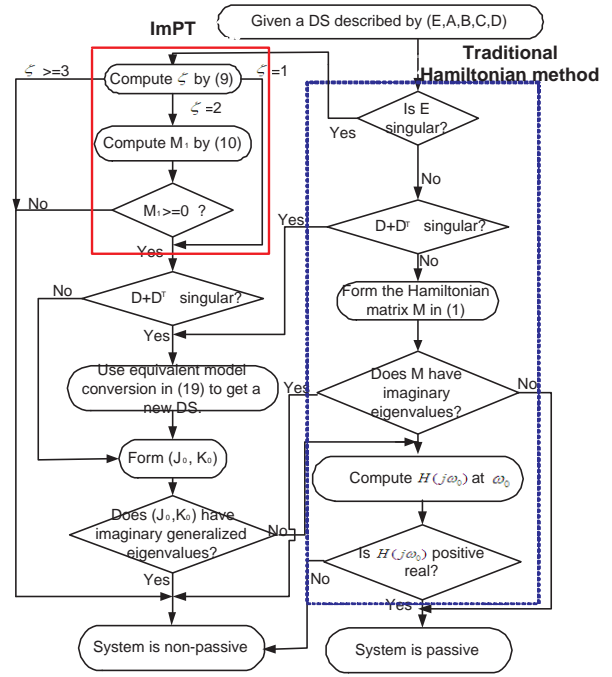 Given a DS described by (E,A,B,C,D)
ImPT
Traditional
Hamiltonian method
ζ >=3
Compute ζ by (9)
ζ =1
ζ =2
Compute M₁ by (10)
No
M₁>=0 ?
Yes
Is E
singular?
Yes
No
D+Dᵀ singular?
Yes
No
Form the Hamiltonian
matrix M in (1)
D+Dᵀ singular?
No
Yes
Use equivalent model
conversion in (19) to get a
new DS.
Does M have
imaginary
eigenvalues?
Yes
No
Form (J₀, K₀)
Compute H(jω₀) at ω₀
Does (J₀,K₀) have
imaginary generalized
eigenvalues?
No
Yes
Is H(jω₀) positive
real?
No
Yes
System is non-passive
System is passive